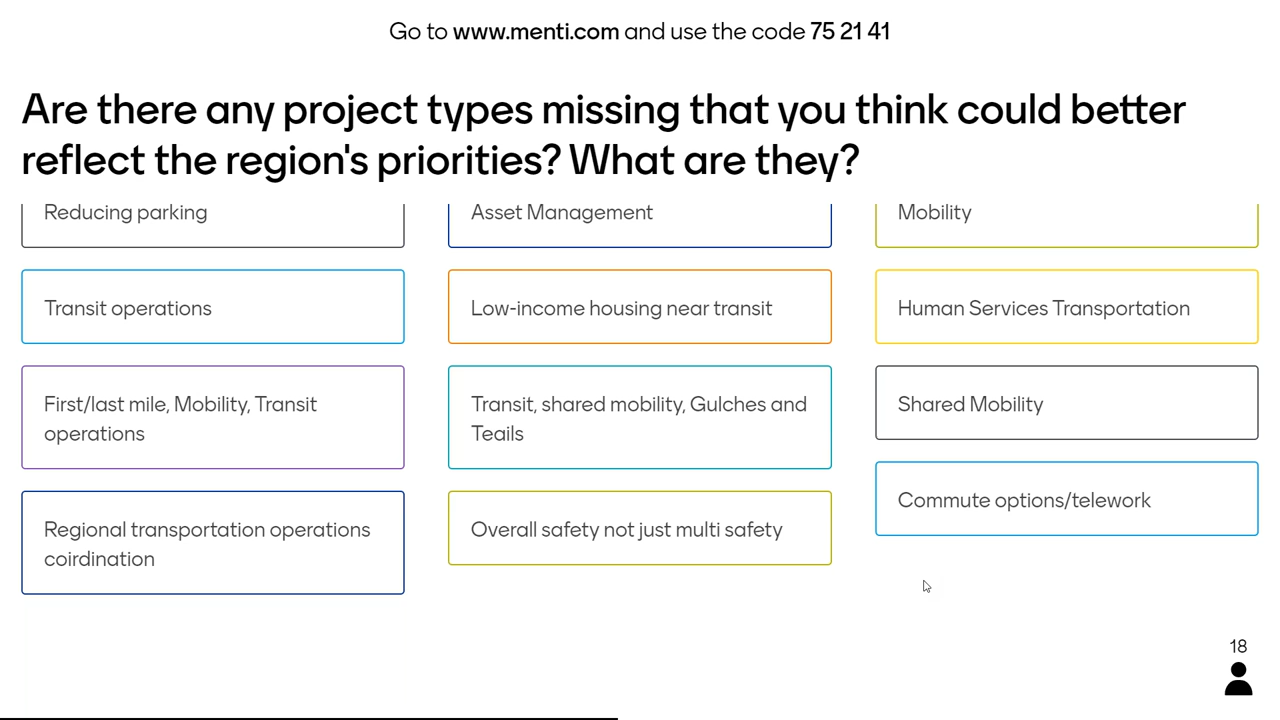 Go to www.menti.com and use the code 75 21 41
Are there any project types missing that you think could better
reflect the region's priorities? What are they?
Reducing parking
Asset Management
Mobility
Transit operations
Low-income housing near transit
Human Services Transportation
First/last mile, Mobility, Transit
operations
Transit, shared mobility, Gulches and
Teails
Shared Mobility
Regional transportation operations
coirdination
Overall safety not just multi safety
Commute options/telework
18